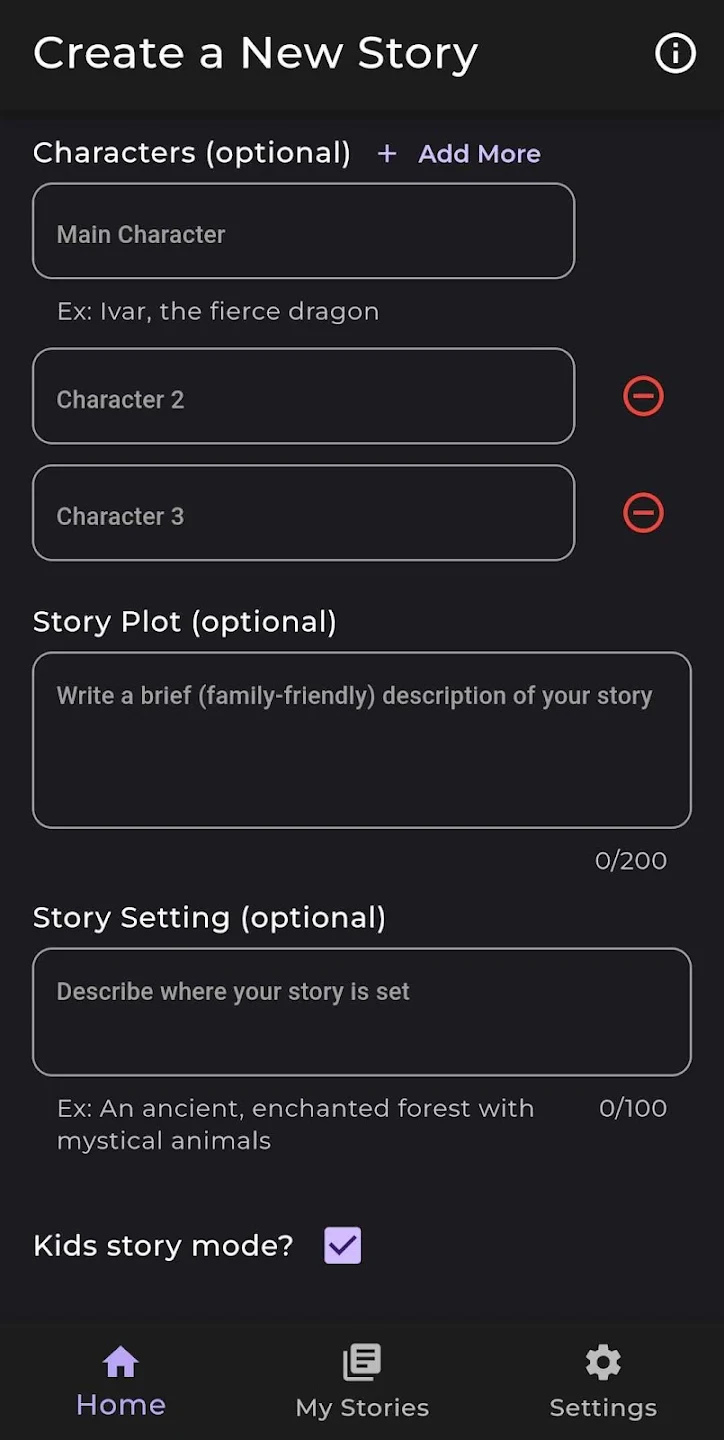 Create a New Story
Characters (optional) + Add More
Main Character
Ex: Ivar, the fierce dragon
Character 2
Character 3
Story Plot (optional)
Write a brief (family-friendly) description of your story
0/200
Story Setting (optional)
Describe where your story is set
Ex: An ancient, enchanted forest with 0/100
mystical animals
Kids story mode?
Home My Stories Settings